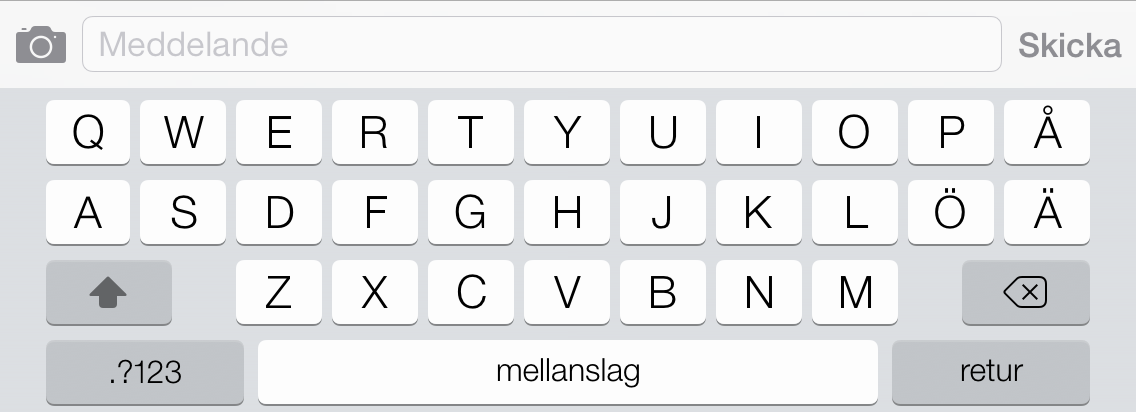 Meddelande Skicka
Q W E R T Y U I O P Å
A S D F G H J K L Ö Ä
Z X C V B N M
.?123 mellanslag retur